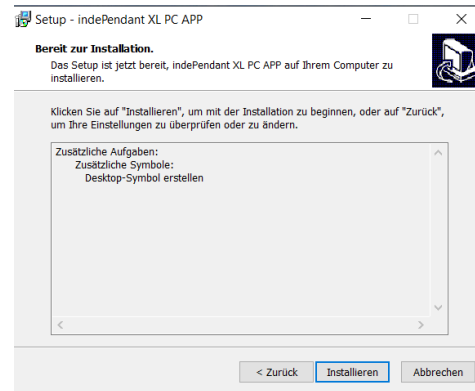 Setup - indePendant XL PC APP
Bereit zur Installation.
Das Setup ist jetzt bereit, indePendant XL PC APP auf Ihrem Computer zu
installieren.
Klicken Sie auf "Installieren", um mit der Installation zu beginnen, oder auf "Zurück",
um Ihre Einstellungen zu überprüfen oder zu ändern.
Zusätzliche Aufgaben:
Zusätzliche Symbole:
Desktop-Symbol erstellen
< Zurück
Installieren
Abbrechen